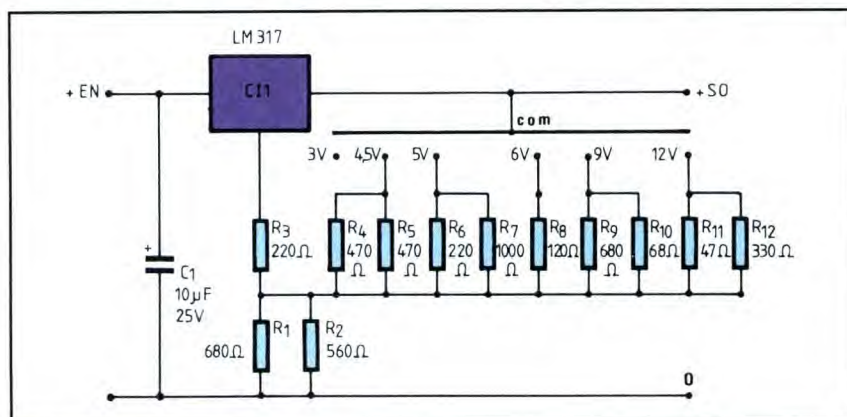 LM 317
+ EN
CI1
+SO
com
3V
4,5V
5V
6V
9V
12V
R3
220Ω
R4
470
Ω
R5
470
Ω
R6
220
Ω
R7
1000
Ω
R8
120Ω
R9
680
Ω
R10
68Ω
R11
47Ω
R12
330Ω
+
C1
10µF
25V
R1
680Ω
R2
560Ω
0